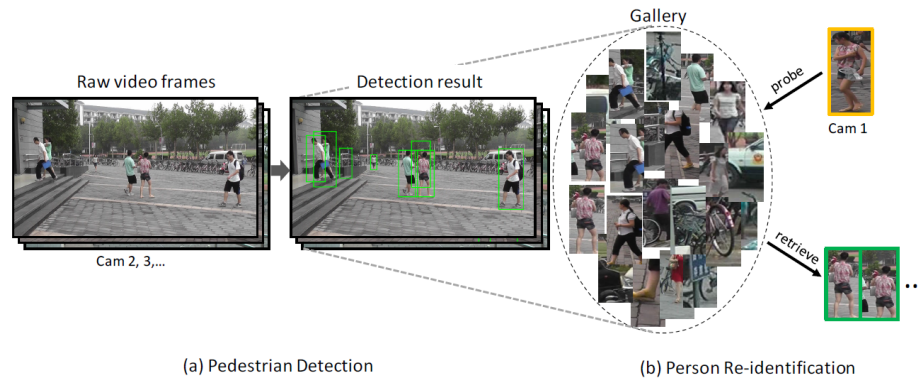 Gallery
Raw video frames
Detection result
probe
Cam 1
Cam 2, 3,...
retrieve
..
(a) Pedestrian Detection
(b) Person Re-identification